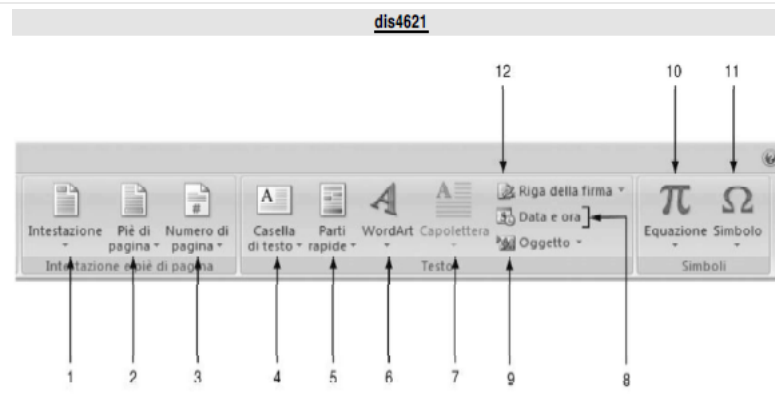 dis4621
12 10 11
Riga della firma
Data e ora
Oggetto
Intestazione Piè di pagina Numero di pagina
Casella di testo Parti rapide WordArt Capolettera
Equazione Simbolo
Intestazione e piè di pagina Testo Simboli
1 2 3 4 5 6 7 9 8